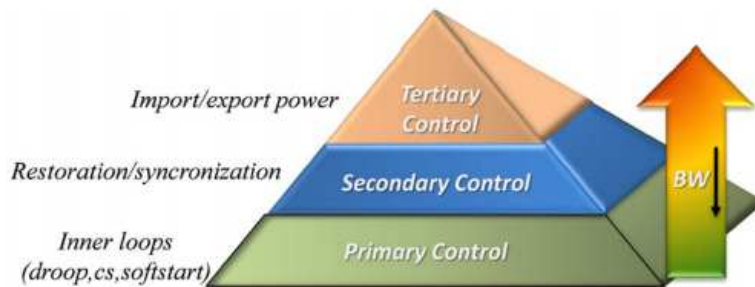 Import/export power
Tertiary
Control
Restoration/syncronization
Secondary Control
BW
Inner loops
(droop,cs,softstart)
Primary Control